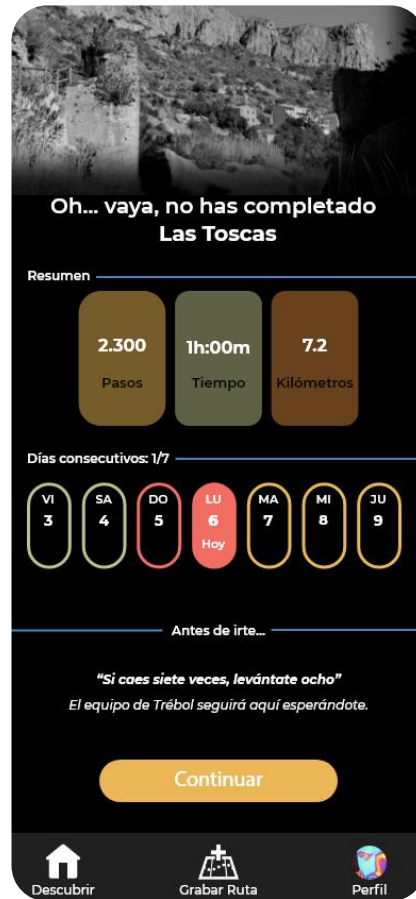 Oh... vaya, no has completado
Las Toscas
Resumen
2.300
Pasos
1h:00m
Tiempo
7.2
Kilómetros
Días consecutivos: 1/7
VI
3
SA
4
DO
5
LU
6
Hoy
MA
7
MI
8
JU
9
Antes de irte...
“Si caes siete veces, levántate ocho”
El equipo de Trébol seguirá aquí esperándote.
Continuar
Descubrir
Grabar Ruta
Perfil